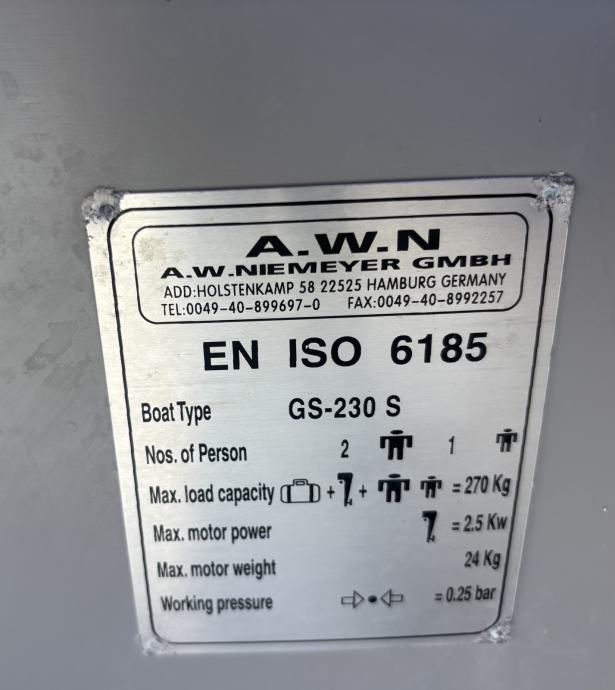 A.W.N
A.W.NIEMEYER GMBH
ADD:HOLSTENKAMP 58 22525 HAMBURG GERMANY
TEL:0049-40-899697-0 FAX:0049-40-8992257
EN ISO 6185
Boat Type GS-230 S
Nos. of Person 2 1
Max. load capacity + + = 270 Kg
Max. motor power = 2.5 Kw
Max. motor weight 24 Kg
Working pressure = 0.25 bar